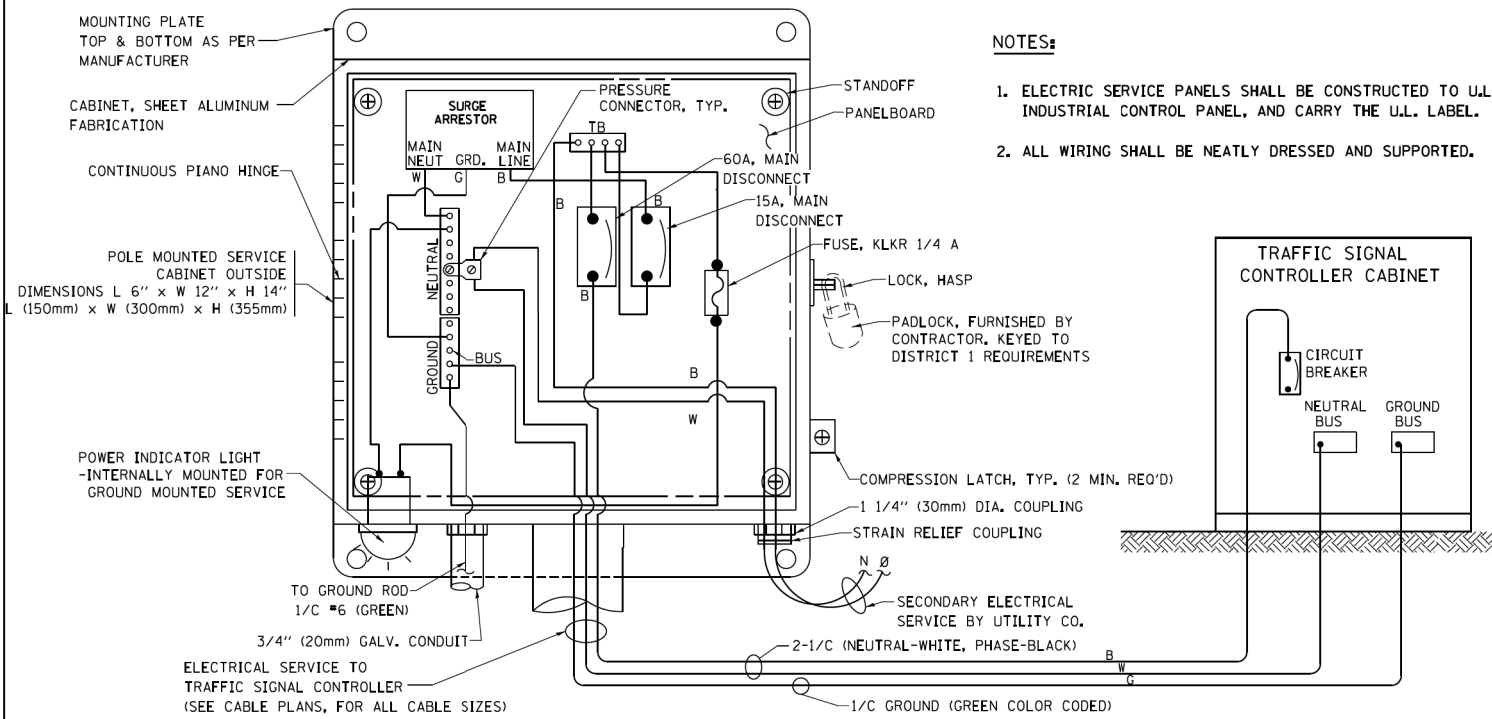 MOUNTING PLATE
TOP & BOTTOM AS PER
MANUFACTURER
CABINET, SHEET ALUMINUM
FABRICATION
CONTINUOUS PIANO HINGE
POLE MOUNTED SERVICE
CABINET OUTSIDE
DIMENSIONS L 6" x W 12" x H 14"
L (150mm) x W (300mm) x H (355mm)
POWER INDICATOR LIGHT
-INTERNALLY MOUNTED FOR
GROUND MOUNTED SERVICE
TO GROUND ROD
1/C #6 (GREEN)
3/4" (20mm) GALV. CONDUIT
ELECTRICAL SERVICE TO
TRAFFIC SIGNAL CONTROLLER
(SEE CABLE PLANS, FOR ALL CABLE SIZES)
SURGE
ARRESTOR
MAIN
NEUT
GRD.
MAIN
LINE
W
G
B
PRESSURE
CONNECTOR, TYP.
TB
NEUTRAL
GROUND
BUS
B
B
B
B
W
STANDOFF
PANELBOARD
60A, MAIN
DISCONNECT
15A, MAIN
DISCONNECT
FUSE, KLKR 1/4 A
LOCK, HASP
PADLOCK, FURNISHED BY
CONTRACTOR. KEYED TO
DISTRICT 1 REQUIREMENTS
COMPRESSION LATCH, TYP. (2 MIN. REQ'D)
1 1/4" (30mm) DIA. COUPLING
STRAIN RELIEF COUPLING
N Ø
SECONDARY ELECTRICAL
SERVICE BY UTILITY CO.
2-1/C (NEUTRAL-WHITE, PHASE-BLACK)
B
W
G
1/C GROUND (GREEN COLOR CODED)
NOTES:
1. ELECTRIC SERVICE PANELS SHALL BE CONSTRUCTED TO U.L
INDUSTRIAL CONTROL PANEL, AND CARRY THE U.L. LABEL.
2. ALL WIRING SHALL BE NEATLY DRESSED AND SUPPORTED.
TRAFFIC SIGNAL
CONTROLLER CABINET
CIRCUIT
BREAKER
NEUTRAL
BUS
GROUND
BUS